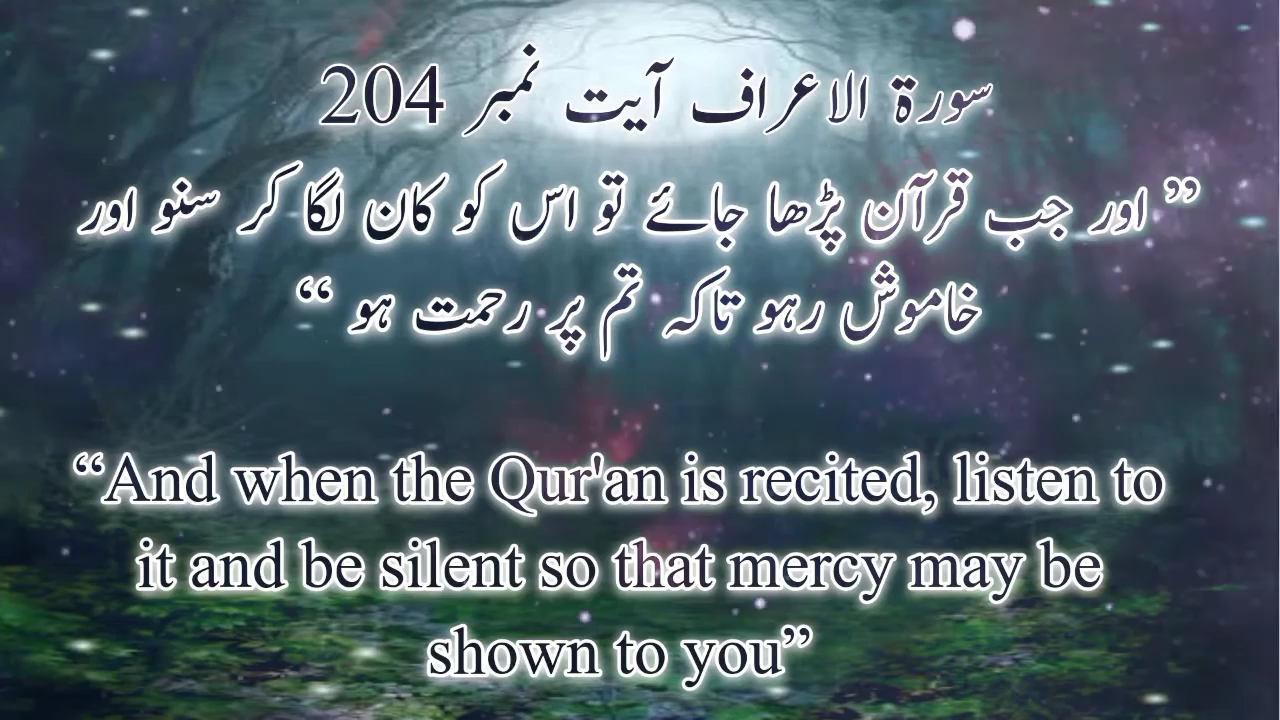 سورۃ الاعراف آیت نمبر 204
” اور جب قرآن پڑھا جائے تو اس کو کان لگا کر سنو اور
خاموش رہو تاکہ تم پر رحمت ہو “
“And when the Qur'an is recited, listen to
it and be silent so that mercy may be
shown to you”